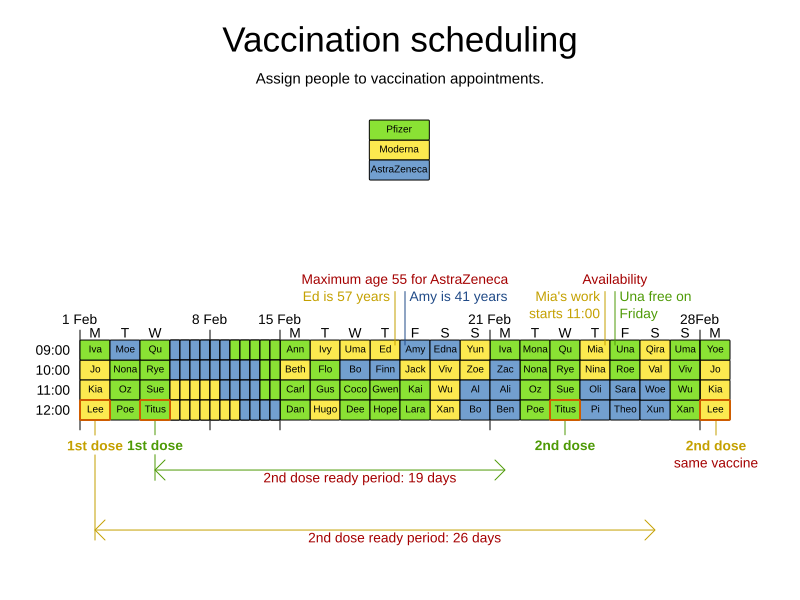 Vaccination scheduling
Assign people to vaccination appointments.
Pfizer
Moderna
AstraZeneca
Maximum age 55 for AstraZeneca
Availability
Ed is 57 years
Amy is 41 years
Mia's work
starts 11:00
Una free on
Friday
1 Feb 8 Feb 15 Feb 21 Feb 28Feb
M T W M T W T F S S M T W T F S S M
09:00 Iva Moe Qu Ann Ivy Uma Ed Amy Edna Yun Iva Mona Qu Mia Una Qira Uma Yoe
10:00 Jo Nona Rye Beth Flo Bo Finn Jack Viv Zoe Zac Nona Rye Nina Roe Val Viv Jo
11:00 Kia Oz Sue Carl Gus Coco Gwen Kai Wu Al Ali Oz Sue Oli Sara Woe Wu Kia
12:00 Lee Poe Titus Dan Hugo Dee Hope Lara Xan Bo Ben Poe Titus Pi Theo Xun Xan Lee
1st dose 1st dose 2nd dose 2nd dose
same vaccine
2nd dose ready period: 19 days
2nd dose ready period: 26 days